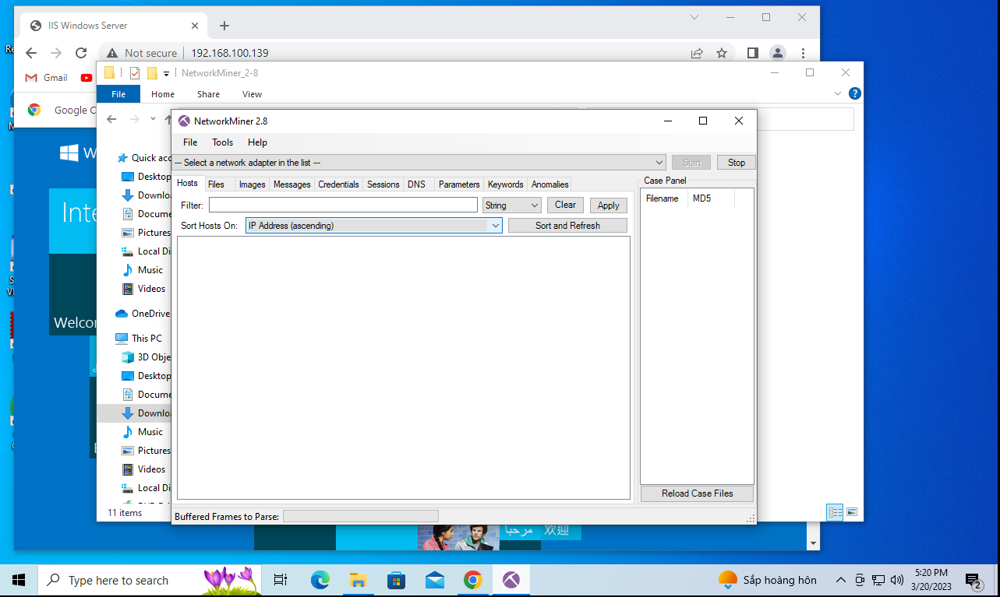 IIS Windows Server
Not secure 192.168.100.139
Gmail
NetworkMiner_2-8
File Home Share View
Google C
NetworkMiner 2.8
File Tools Help
--- Select a network adapter in the list ---
Start Stop
Hosts Files Images Messages Credentials Sessions DNS Parameters Keywords Anomalies
Filter: String Clear Apply
Sort Hosts On: IP Address (ascending) Sort and Refresh
Case Panel
Filename MD5
Reload Case Files
Buffered Frames to Parse:
Quick acc
Desktop
Downlo
Docume
Pictures
Local Di
Music
Videos
OneDrive
This PC
3D Obje
Desktop
Docume
Downlo
Music
Pictures
Videos
Local Di
11 items
W
Inte
Welcor
مرحبا 欢迎
Type here to search
Sắp hoàng hôn
5:20 PM
3/20/2023
2